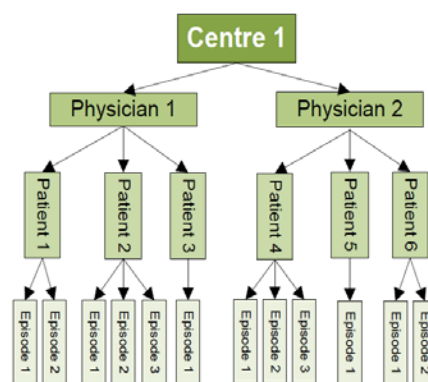 Centre 1
Physician 1
Physician 2
Patient 1
Patient 2
Patient 3
Patient 4
Patient 5
Patient 6
Episode 1
Episode 2
Episode 1
Episode 2
Episode 3
Episode 1
Episode 1
Episode 2
Episode 3
Episode 1
Episode 1
Episode 2